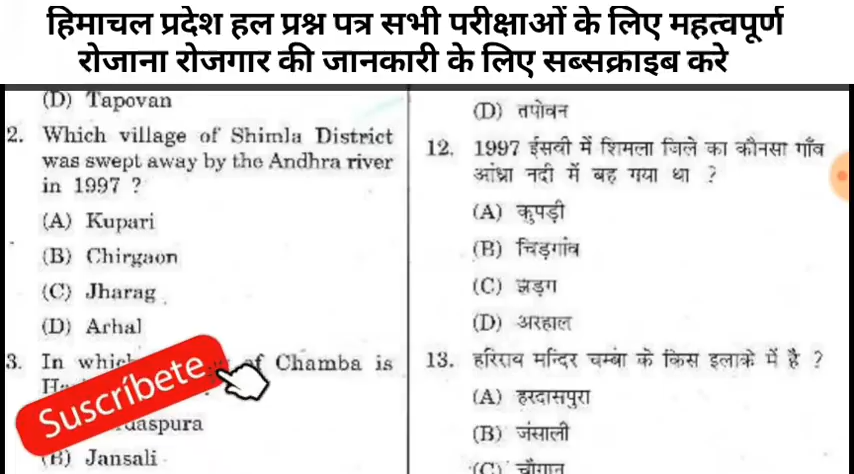 हिमाचल प्रदेश हल प्रश्न पत्र सभी परीक्षाओं के लिए महत्वपूर्ण
रोजाना रोजगार की जानकारी के लिए सब्सक्राइब करे
(D) Tapovan
2. Which village of Shimla District
was swept away by the Andhra river
in 1997 ?
(A) Kupari
(B) Chirgaon
(C) Jharag
(D) Arhal
3. In which of Chamba is
Suscríbete
daspura
(B) Jansali
(D) तपोवन
12. 1997 ईसवी में शिमला जिले का कौनसा गाँव
आंध्रा नदी में बह गया था ?
(A) कुपड़ी
(B) चिड़गांव
(C) झड़ग
(D) अरहाल
13. हरिराय मन्दिर चम्बा के किस इलाके में है ?
(A) हरदासपुरा
(B) जंसाली
(C) चौगान